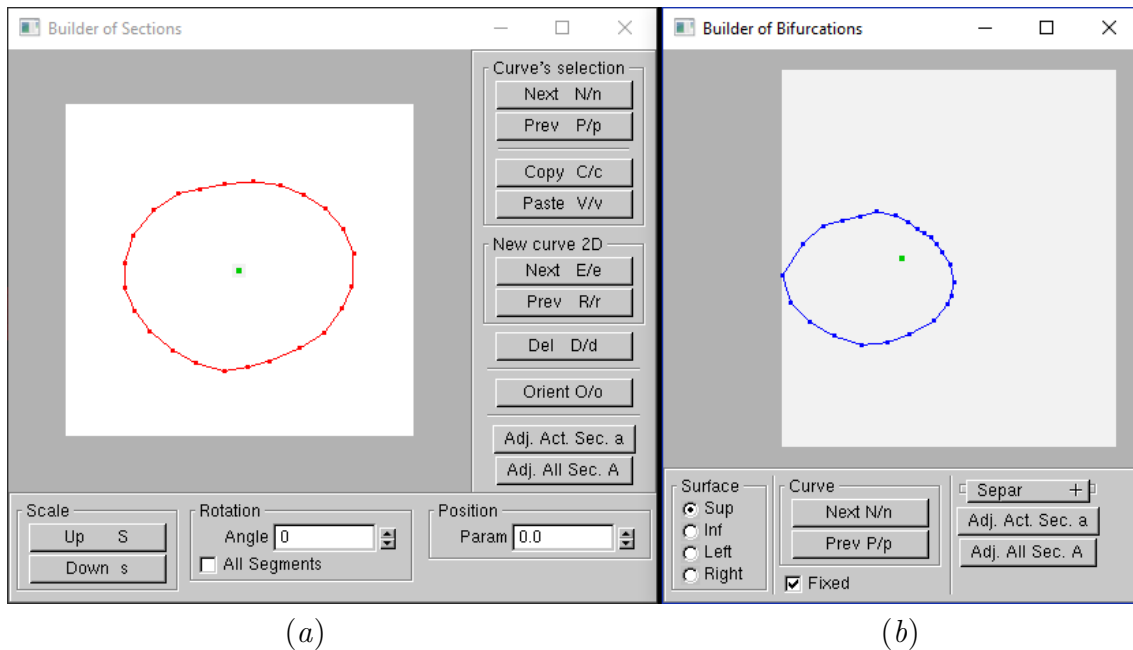 Builder of Sections
Curve's selection
Next N/n
Prev P/p
Copy C/c
Paste V/v
New curve 2D
Next E/e
Prev R/r
Del D/d
Orient O/o
Adj. Act. Sec. a
Adj. All Sec. A
Scale
Up S
Down s
Rotation
Angle 0
All Segments
Position
Param 0.0
(a)
Builder of Bifurcations
Surface
Sup
Inf
Left
Right
Curve
Next N/n
Prev P/p
Fixed
Separ +
Adj. Act. Sec. a
Adj. All Sec. A
(b)